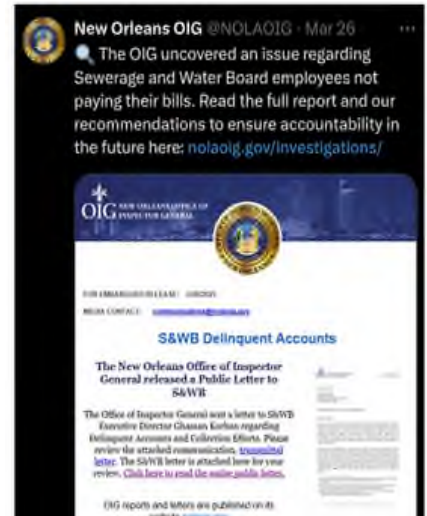 New Orleans OIG @NOLAOIG · Mar 26 ...
🔍 The OIG uncovered an issue regarding
Sewerage and Water Board employees not
paying their bills. Read the full report and our
recommendations to ensure accountability in
the future here: nolaoig.gov/investigations/
OIG NEW ORLEANS OFFICE OF
INSPECTOR GENERAL
NEW ORLEANS
MEDIA CONTACT:
S&WB Delinquent Accounts
The New Orleans Office of Inspector
General released a Public Letter to
S&WB
The Office of Inspector General sent a letter to S&WB
Executive Director Ghassan Korban regarding
Delinquent Accounts and Collection Efforts. Please
review the attached communication, transmittal
letter. The S&WB letter is attached here for your
review. Click here to read the entire public letter.
OIG reports and letters are published on its